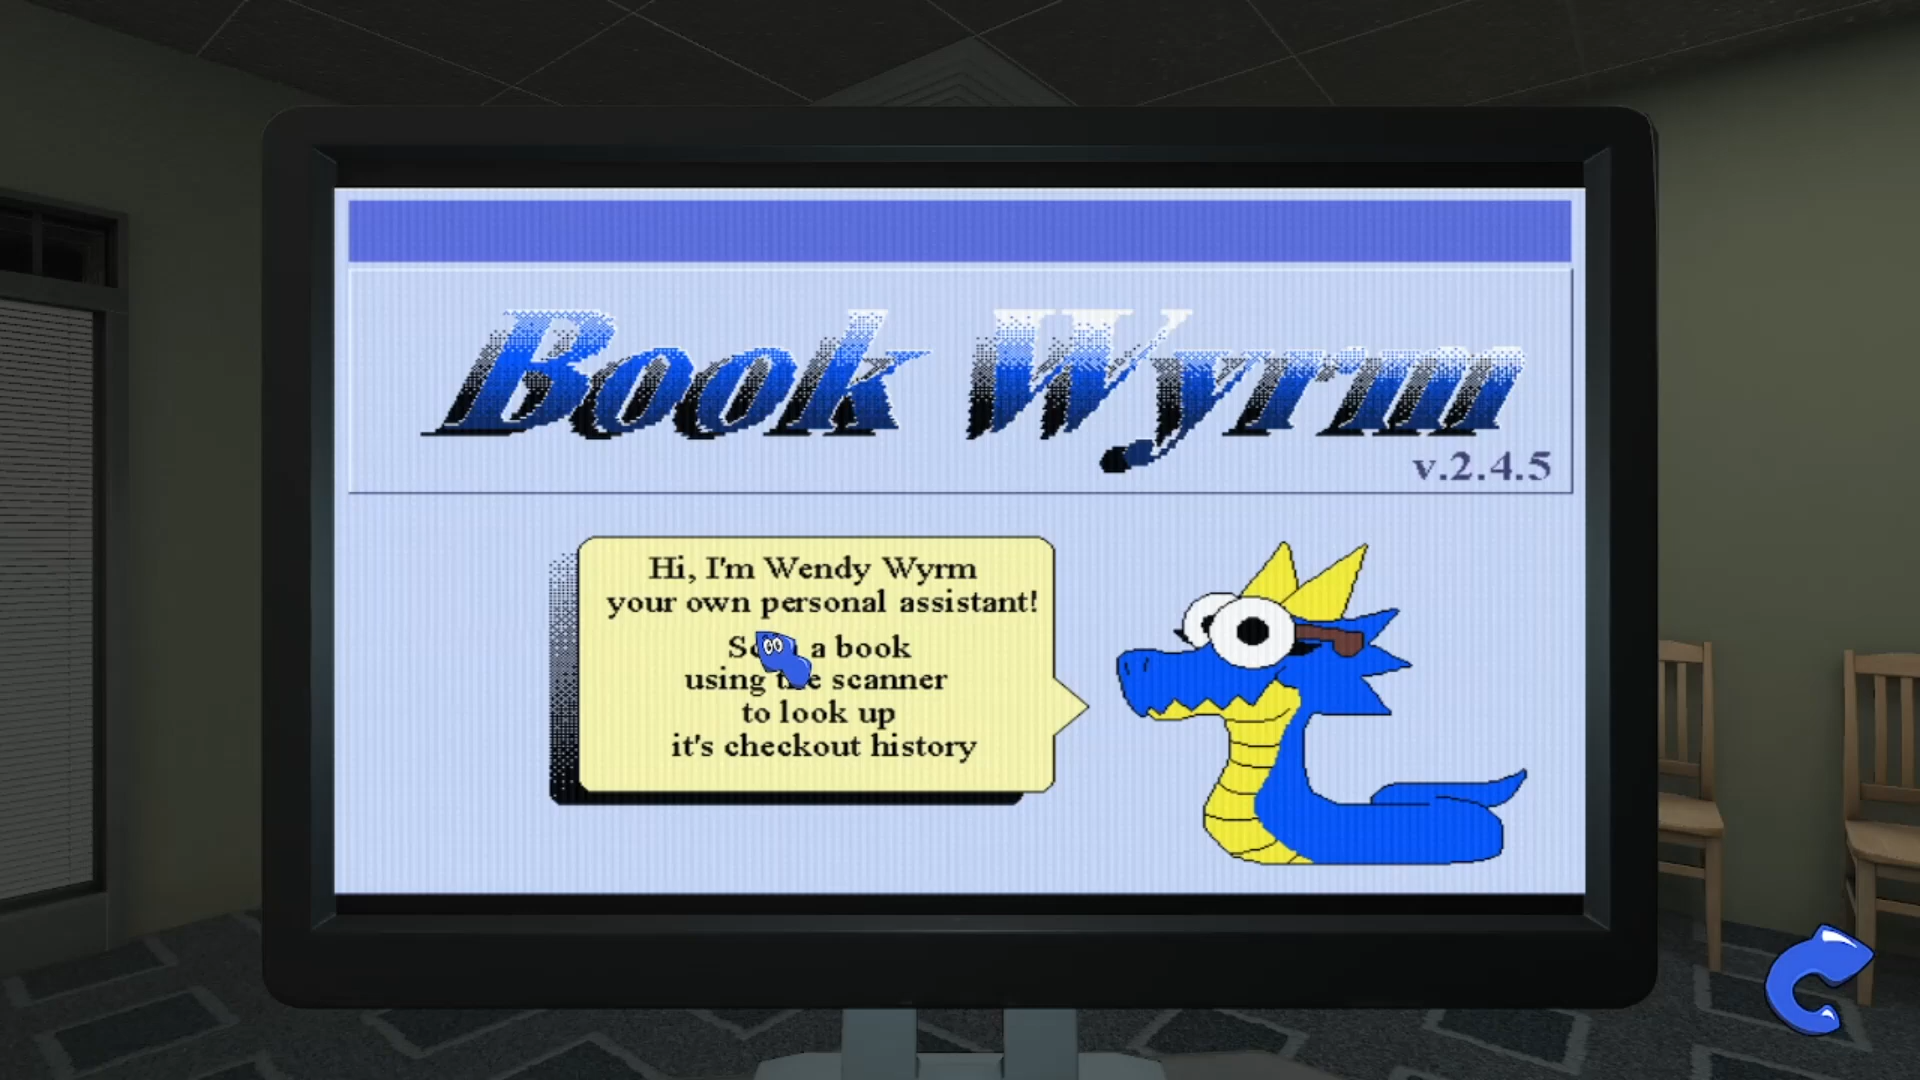 Book Wyrm
v.2.4.5
Hi, I'm Wendy Wyrm
your own personal assistant!
a book
using scanner
to look up
it's checkout history